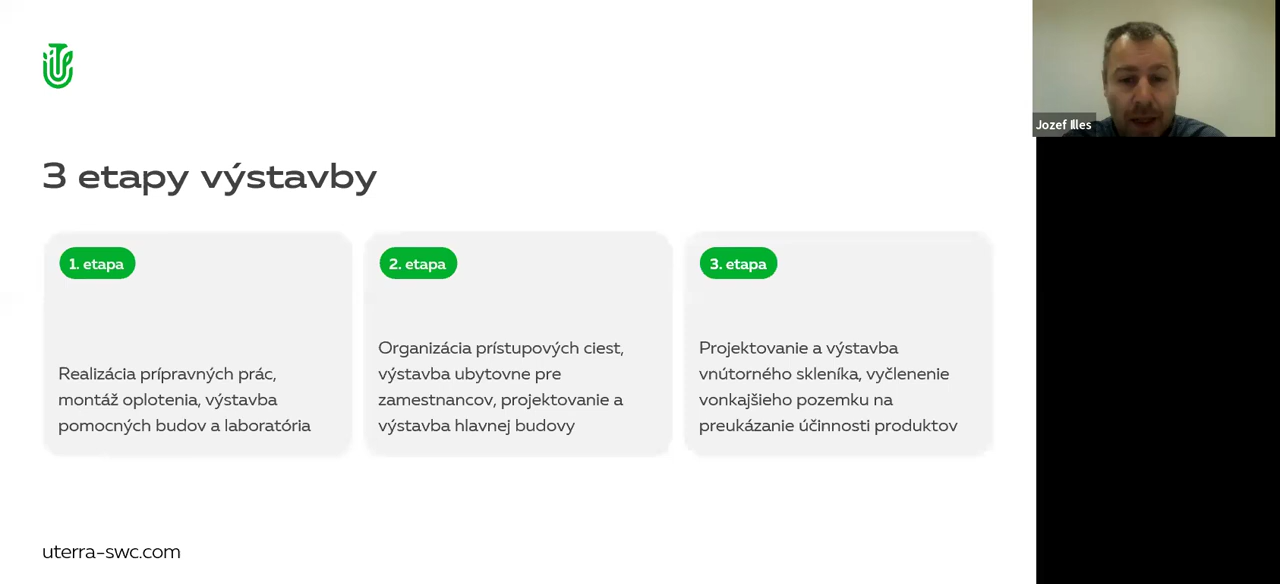 Jozef Illes
3 etapy výstavby
1. etapa
Realizácia prípravných prác,
montáž oplotenia, výstavba
pomocných budov a laboratória
2. etapa
Organizácia prístupových ciest,
výstavba ubytovne pre
zamestnancov, projektovanie a
výstavba hlavnej budovy
3. etapa
Projektovanie a výstavba
vnútorného skleníka, vyčlenenie
vonkajšieho pozemku na
preukázanie účinnosti produktov
uterra-swc.com